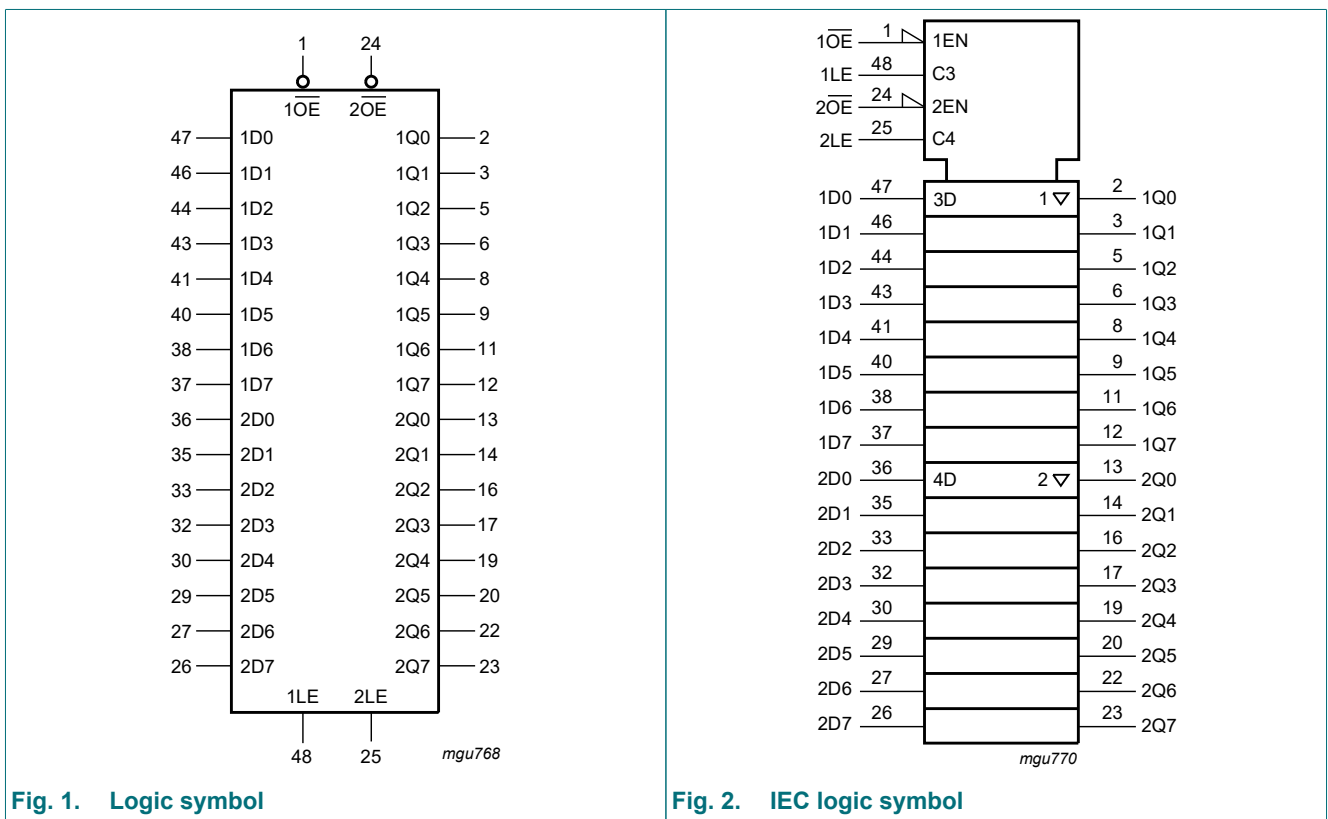 1 24
1O̅E̅ 2O̅E̅
47 1D0 1Q0 2
46 1D1 1Q1 3
44 1D2 1Q2 5
43 1D3 1Q3 6
41 1D4 1Q4 8
40 1D5 1Q5 9
38 1D6 1Q6 11
37 1D7 1Q7 12
36 2D0 2Q0 13
35 2D1 2Q1 14
33 2D2 2Q2 16
32 2D3 2Q3 17
30 2D4 2Q4 19
29 2D5 2Q5 20
27 2D6 2Q6 22
26 2D7 2Q7 23
1LE 2LE
48 25 mgu768
Fig. 1. Logic symbol
1O̅E̅ 1 1EN
1LE 48 C3
2O̅E̅ 24 2EN
2LE 25 C4
1D0 47 3D 1 ▽ 2 1Q0
1D1 46 3 1Q1
1D2 44 5 1Q2
1D3 43 6 1Q3
1D4 41 8 1Q4
1D5 40 9 1Q5
1D6 38 11 1Q6
1D7 37 12 1Q7
2D0 36 4D 2 ▽ 13 2Q0
2D1 35 14 2Q1
2D2 33 16 2Q2
2D3 32 17 2Q3
2D4 30 19 2Q4
2D5 29 20 2Q5
2D6 27 22 2Q6
2D7 26 23 2Q7
mgu770
Fig. 2. IEC logic symbol